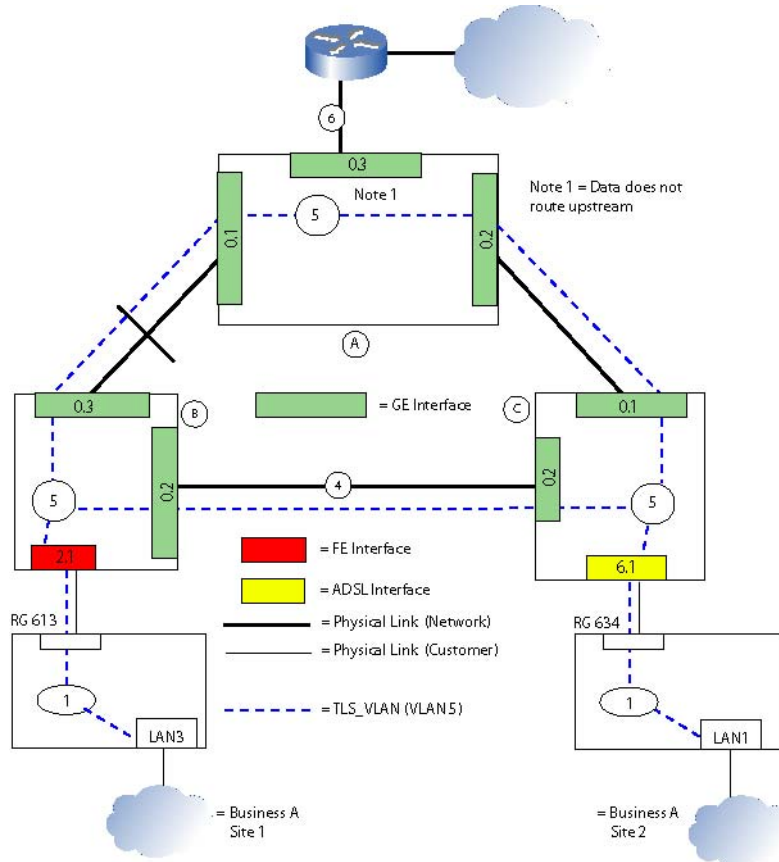 6
0.3
Note 1
Note 1 = Data does not
route upstream
5
0.1
0.2
A
0.3
B
= GE Interface
C
0.1
0.2
4
0.2
5
5
2.1
= FE Interface
6.1
= ADSL Interface
RG 613
= Physical Link (Network)
RG 634
= Physical Link (Customer)
1
= TLS_VLAN (VLAN 5)
1
LAN3
LAN1
= Business A
Site 1
= Business A
Site 2